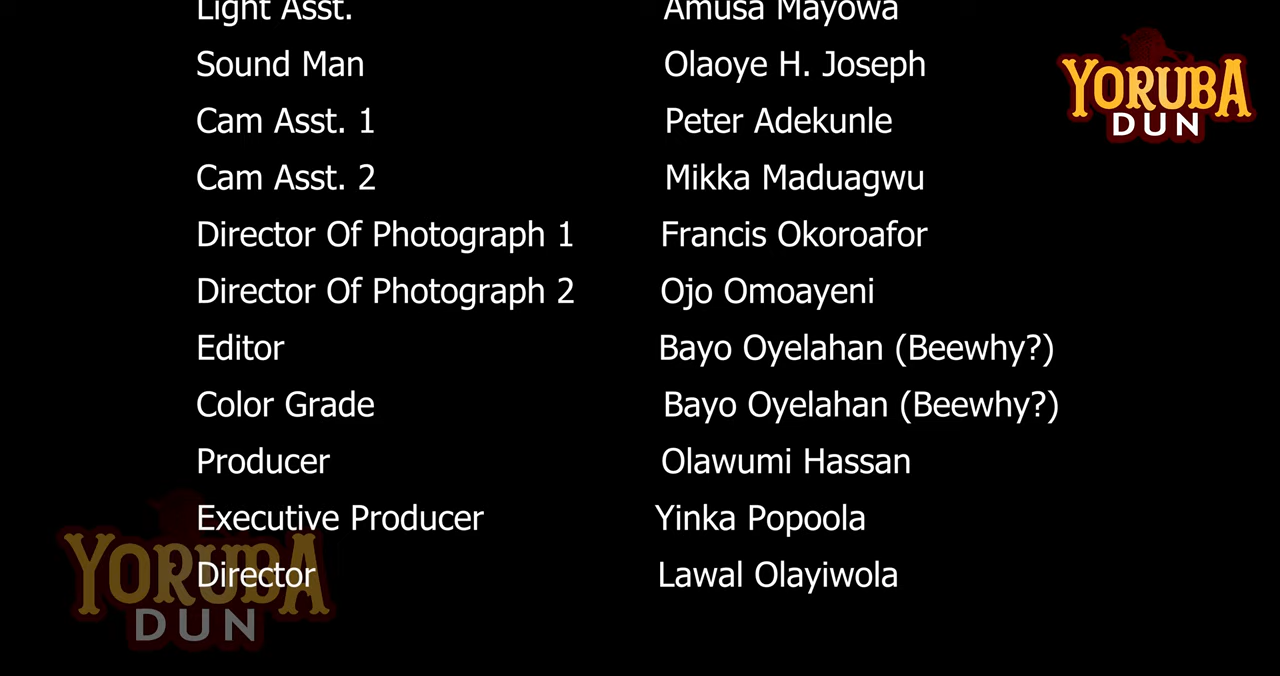 Light Asst. Amusa Mayowa
Sound Man Olaoye H. Joseph
Cam Asst. 1 Peter Adekunle
Cam Asst. 2 Mikka Maduagwu
Director Of Photograph 1 Francis Okoroafor
Director Of Photograph 2 Ojo Omoayeni
Editor Bayo Oyelahan (Beewhy?)
Color Grade Bayo Oyelahan (Beewhy?)
Producer Olawumi Hassan
Executive Producer Yinka Popoola
Director Lawal Olayiwola
YORUBA
DUN
YORUBA
DUN